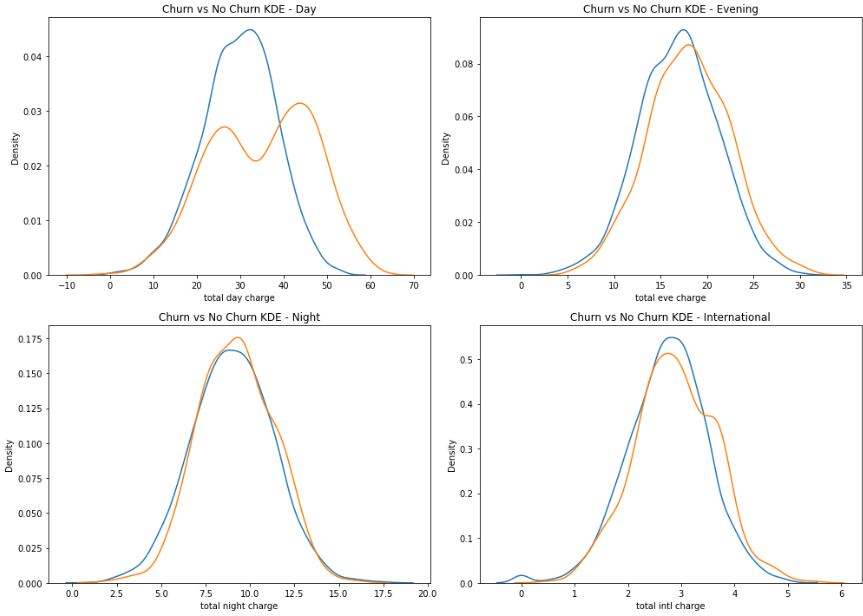 Churn vs No Churn KDE - Day
Density
0.04
0.03
0.02
0.01
0.00
−10 0 10 20 30 40 50 60 70
total day charge
Churn vs No Churn KDE - Evening
Density
0.08
0.06
0.04
0.02
0.00
0 5 10 15 20 25 30 35
total eve charge
Churn vs No Churn KDE - Night
Density
0.175
0.150
0.125
0.100
0.075
0.050
0.025
0.000
0.0 2.5 5.0 7.5 10.0 12.5 15.0 17.5 20.0
total night charge
Churn vs No Churn KDE - International
Density
0.5
0.4
0.3
0.2
0.1
0.0
0 1 2 3 4 5 6
total intl charge